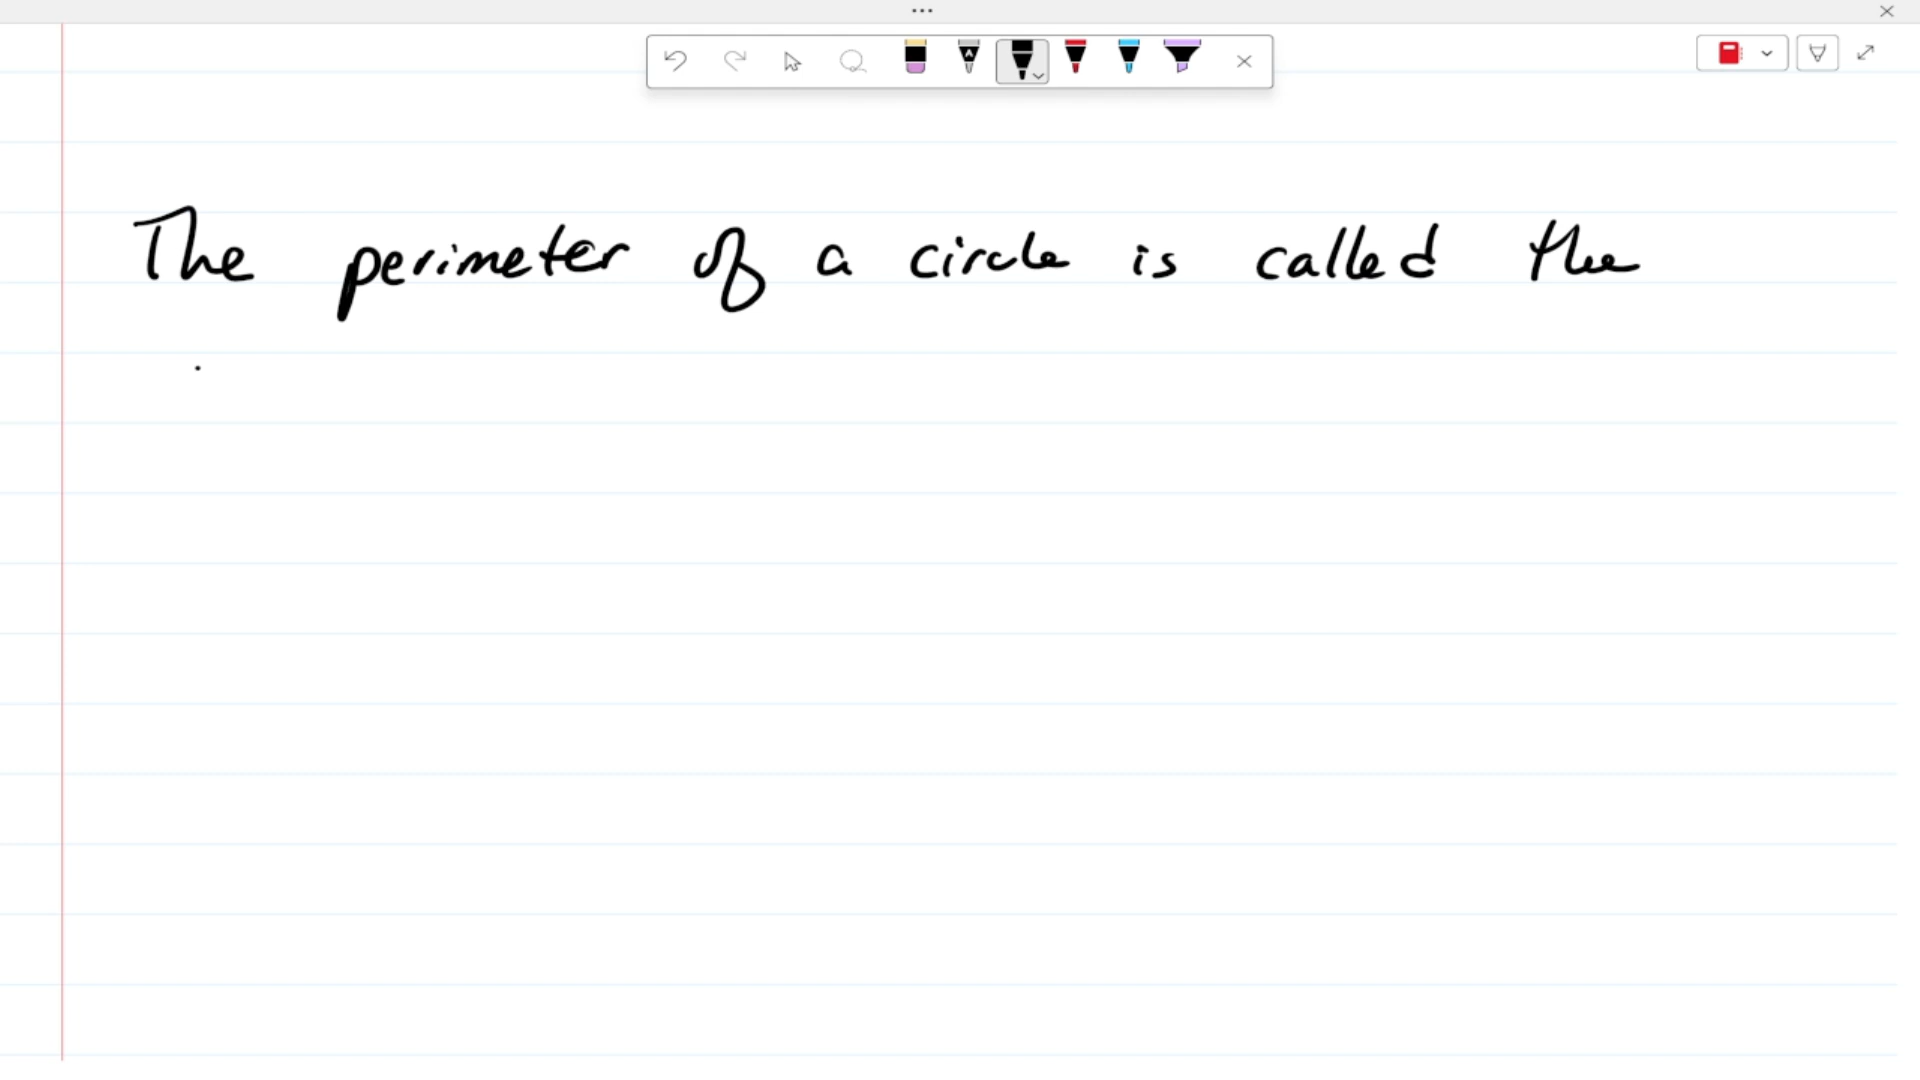 The perimeter of a circle is called the